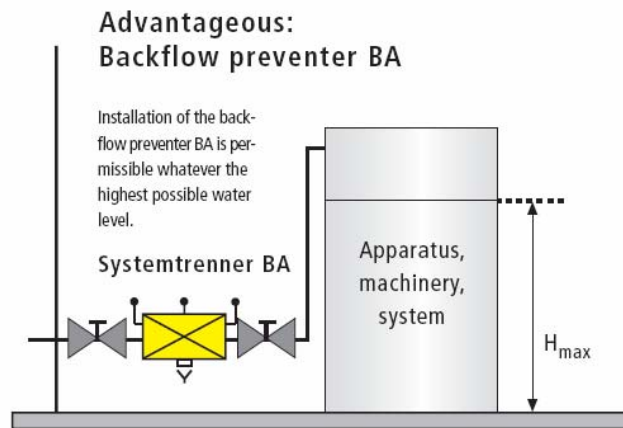 Advantageous:
Backflow preventer BA
Installation of the back-
flow preventer BA is per-
missible whatever the
highest possible water
level.
Systemtrenner BA
Apparatus,
machinery,
system
Hmax